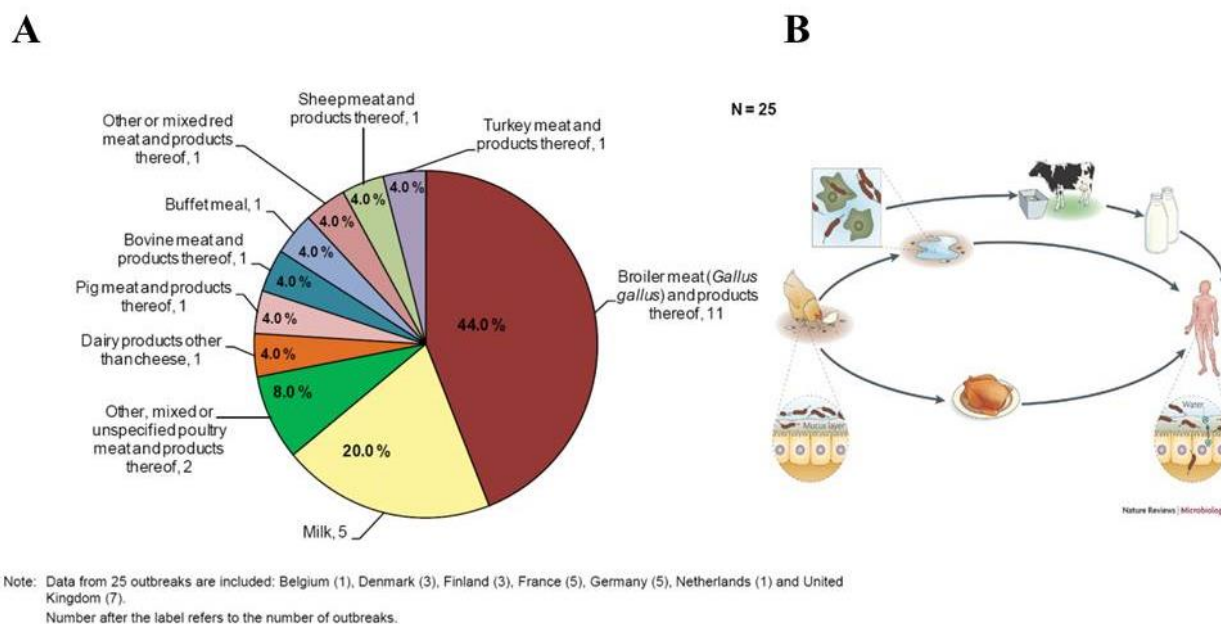 A
B
N = 25
Sheep meat and
products thereof, 1
Turkey meat and
products thereof, 1
Other or mixed red
meat and products
thereof, 1
Buffet meal, 1
Bovine meat and
products thereof, 1
Pig meat and products
thereof, 1
Dairy products other
than cheese, 1
Other, mixed or
unspecified poultry
meat and products
thereof, 2
Milk, 5
Broiler meat (Gallus
gallus) and products
thereof, 11
4.0 %
4.0 %
4.0 %
4.0 %
4.0 %
4.0 %
4.0 %
8.0 %
20.0 %
44.0 %
Mucus layer
Water
Nature Reviews | Microbiolog
Note: Data from 25 outbreaks are included: Belgium (1), Denmark (3), Finland (3), France (5), Germany (5), Netherlands (1) and United
Kingdom (7).
Number after the label refers to the number of outbreaks.